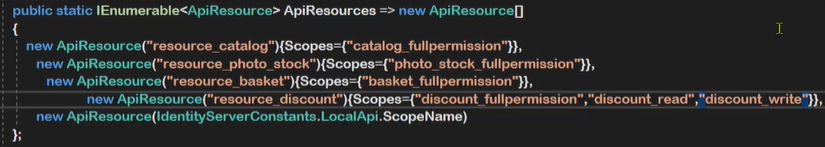 public static IEnumerable<ApiResource> ApiResources => new ApiResource[]
{
new ApiResource("resource_catalog"){Scopes={"catalog_fullpermission"}},
new ApiResource("resource_photo_stock"){Scopes={"photo_stock_fullpermission"}},
new ApiResource("resource_basket"){Scopes={"basket_fullpermission"}},
new ApiResource("resource_discount"){Scopes={"discount_fullpermission","discount_read","discount_write"}},
new ApiResource(IdentityServerConstants.LocalApi.ScopeName)
};